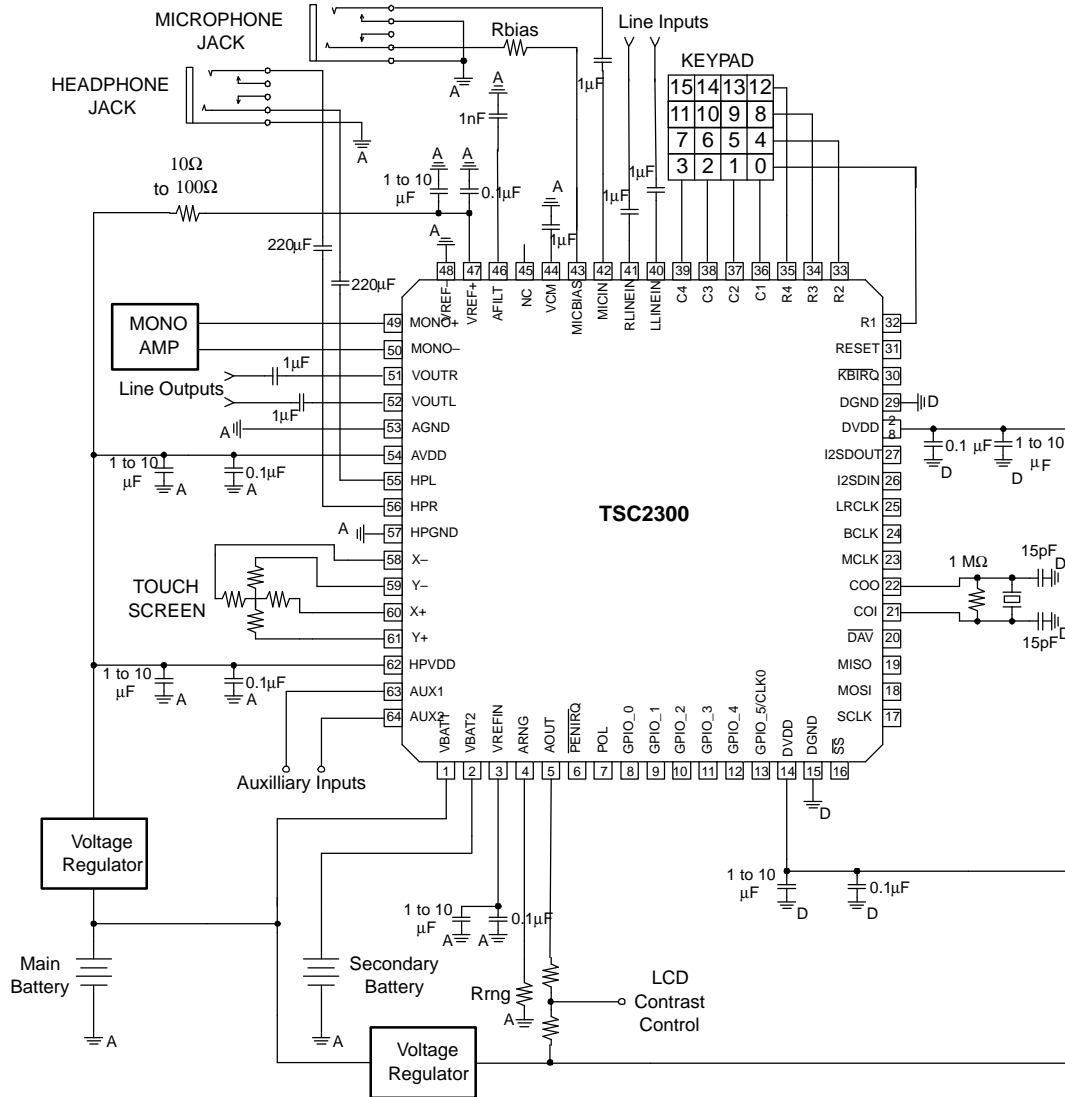 MICROPHONE
JACK
Rbias
Line Inputs
KEYPAD
HEADPHONE
JACK
A
A
A
1nF
1µF
15 14 13 12
11 10 9 8
7 6 5 4
3 2 1 0
10Ω
to 100Ω
A
A
1 to 10
µF
0.1µF
A
1µF
1µF
1µF
A
220µF
220µF
48 47 46 45 44 43 42 41 40 39 38 37 36 35 34 33
VREF–
VREF+
AFILT
NC
VCM
MICBIAS
MICIN
RLINEIN
LLINEIN
C4
C3
C2
C1
R4
R3
R2
MONO
AMP
49 MONO+
50 MONO–
51 VOUTR
52 VOUTL
53 AGND
54 AVDD
55 HPL
56 HPR
57 HPGND
58 X–
59 Y–
60 X+
61 Y+
62 HPVDD
63 AUX1
64 AUX2
1µF
Line Outputs
1µF
A
1 to 10
µF
A
0.1µF
A
A
TOUCH
SCREEN
1 to 10
µF
A
0.1µF
A
Auxilliary Inputs
TSC2300
R1 32
RESET 31
KBIRQ 30
DGND 29
DVDD 28
I2SDOUT 27
I2SDIN 26
LRCLK 25
BCLK 24
MCLK 23
COO 22
COI 21
DAV 20
MISO 19
MOSI 18
SCLK 17
D
0.1 µF
D
1 to 10
µF
D
1 MΩ
15pF
D
15pF
D
VBAT1
VBAT2
VREFIN
ARNG
AOUT
PENIRQ
POL
GPIO_0
GPIO_1
GPIO_2
GPIO_3
GPIO_4
GPIO_5/CLK0
DVDD
DGND
SS
1 2 3 4 5 6 7 8 9 10 11 12 13 14 15 16
D
Voltage
Regulator
1 to 10
µF
A
0.1µF
A
1 to 10
µF
D
0.1µF
D
Main
Battery
A
Secondary
Battery
A
Rrng
A
LCD
Contrast
Control
Voltage
Regulator